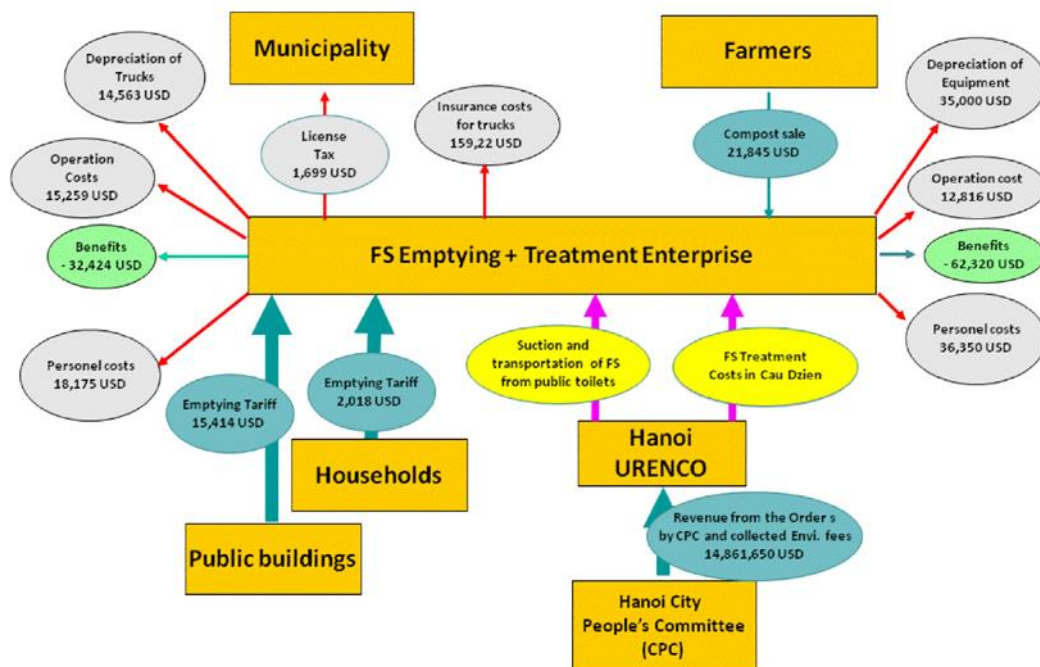 Municipality
Farmers
Depreciation of
Trucks
14,563 USD
Depreciation of
Equipment
35,000 USD
Insurance costs
for trucks
159,22 USD
License
Tax
1,699 USD
Compost sale
21,845 USD
Operation
Costs
15,259 USD
Operation cost
12,816 USD
Benefits
- 32,424 USD
FS Emptying + Treatment Enterprise
Benefits
- 62,320 USD
Personel costs
18,175 USD
Personel costs
36,350 USD
Emptying Tariff
15,414 USD
Emptying Tariff
2,018 USD
Suction and
transportation of FS
from public toilets
FS Treatment
Costs in Cau Dzien
Households
Hanoi
URENCO
Public buildings
Revenue from the Order s
by CPC and collected Envi. fees
14,861,650 USD
Hanoi City
People's Committee
(CPC)